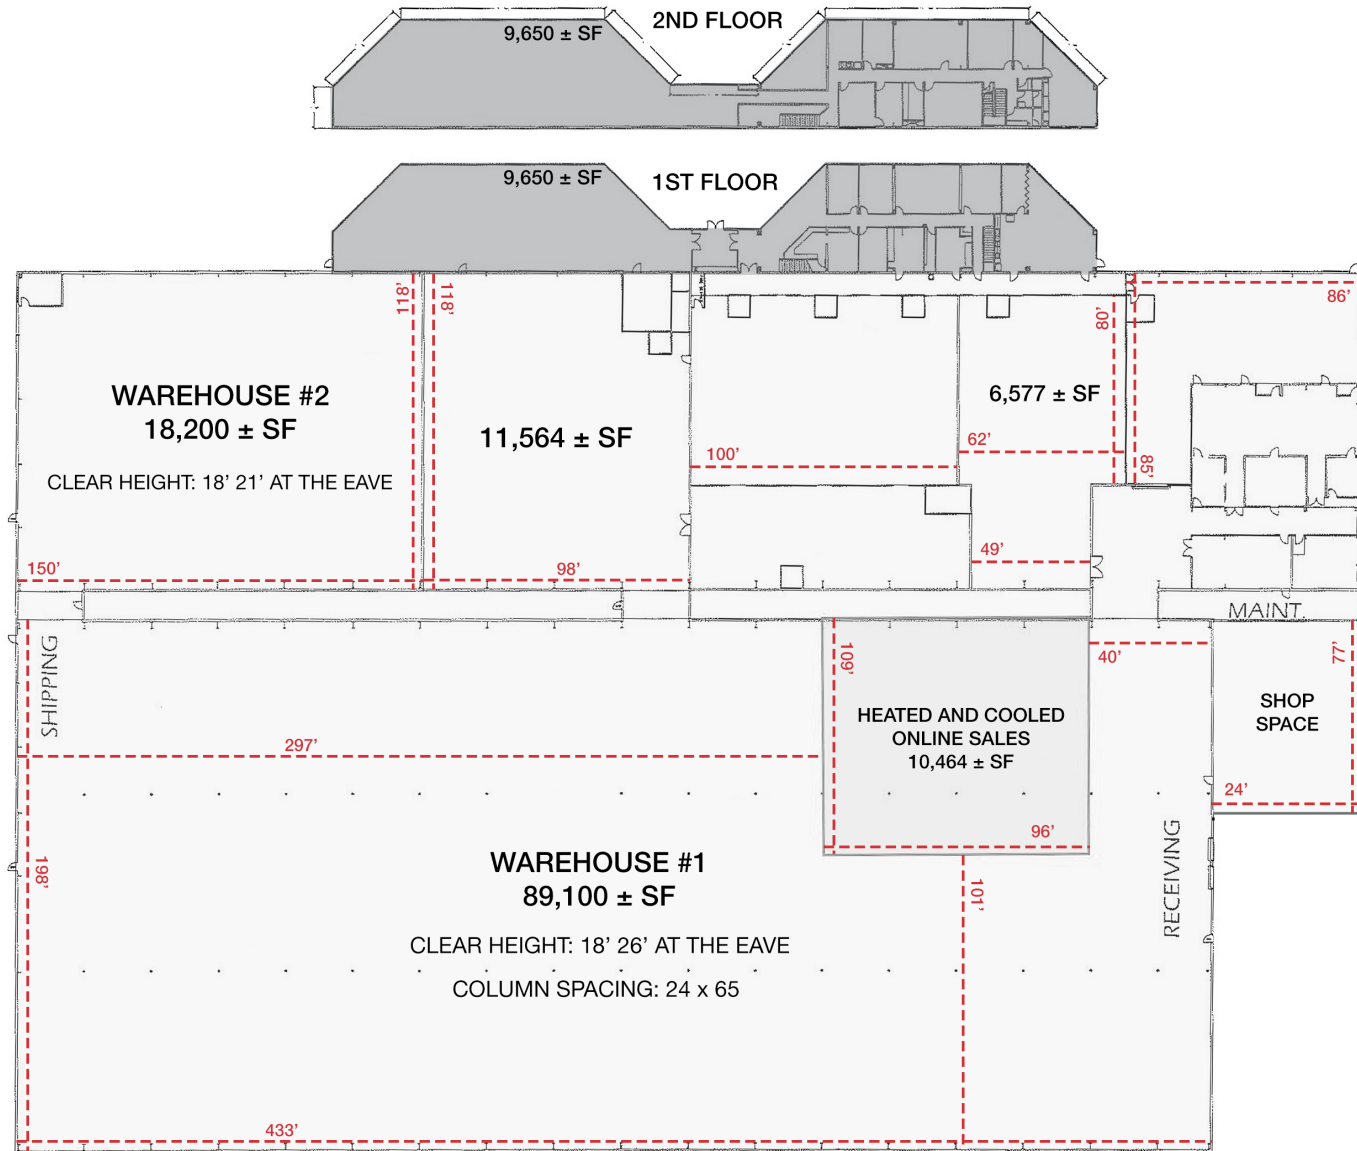 2ND FLOOR
9,650 ± SF
1ST FLOOR
9,650 ± SF
118’
118’
80’
86’
WAREHOUSE #2
18,200 ± SF
CLEAR HEIGHT: 18’ 21’ AT THE EAVE
11,564 ± SF
6,577 ± SF
100’
62’
85’
150’
98’
49’
MAINT.
SHIPPING
109’
40’
77’
HEATED AND COOLED
ONLINE SALES
10,464 ± SF
SHOP
SPACE
297’
24’
96’
198’
WAREHOUSE #1
89,100 ± SF
101’
RECEIVING
CLEAR HEIGHT: 18’ 26’ AT THE EAVE
COLUMN SPACING: 24 x 65
433’